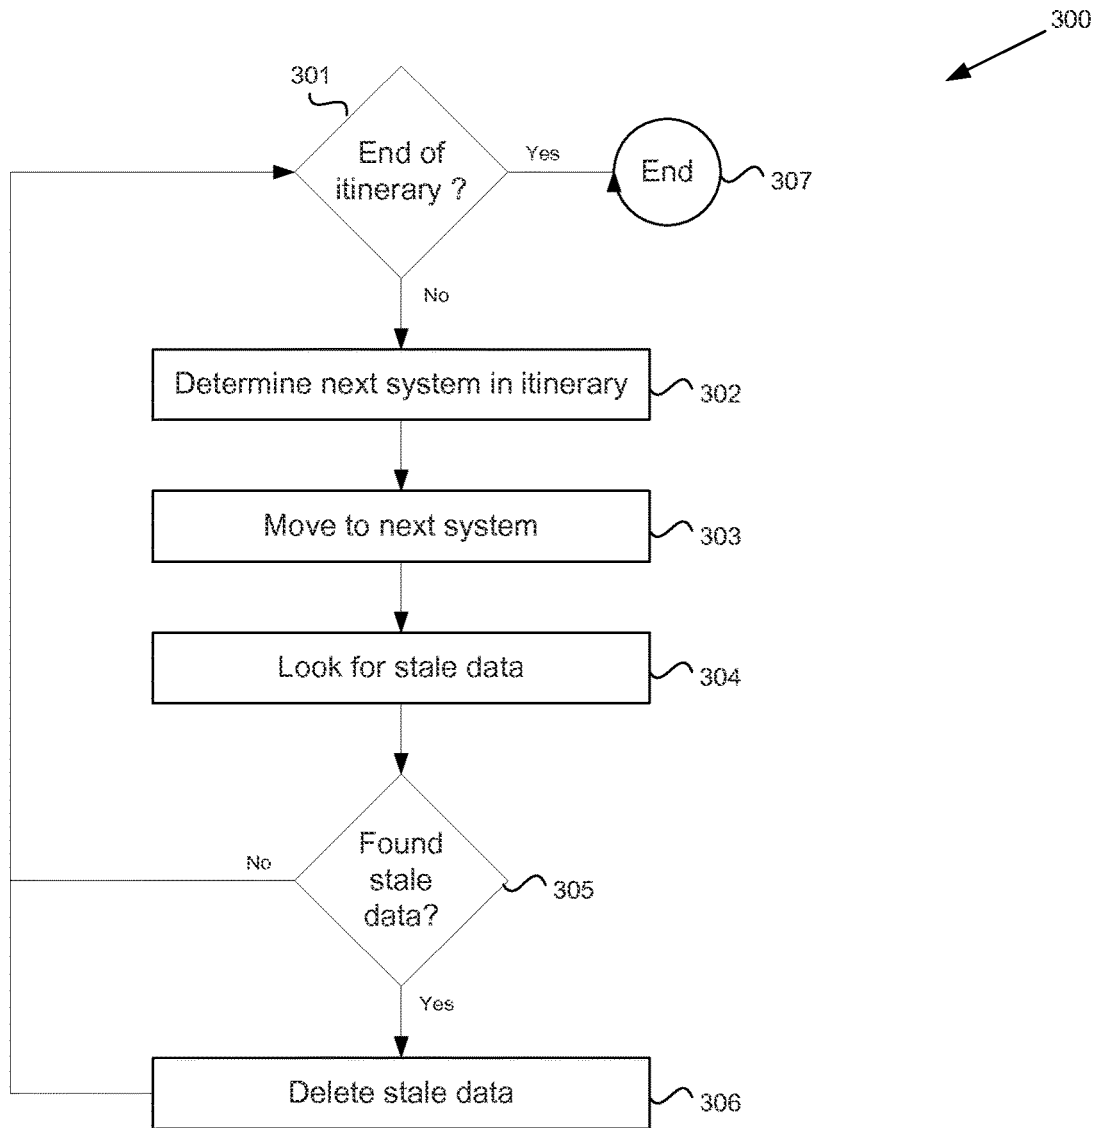 300
301
End of
itinerary ?
Yes
End
307
No
Determine next system in itinerary
302
Move to next system
303
Look for stale data
304
Found
stale
data?
No
305
Yes
Delete stale data
306